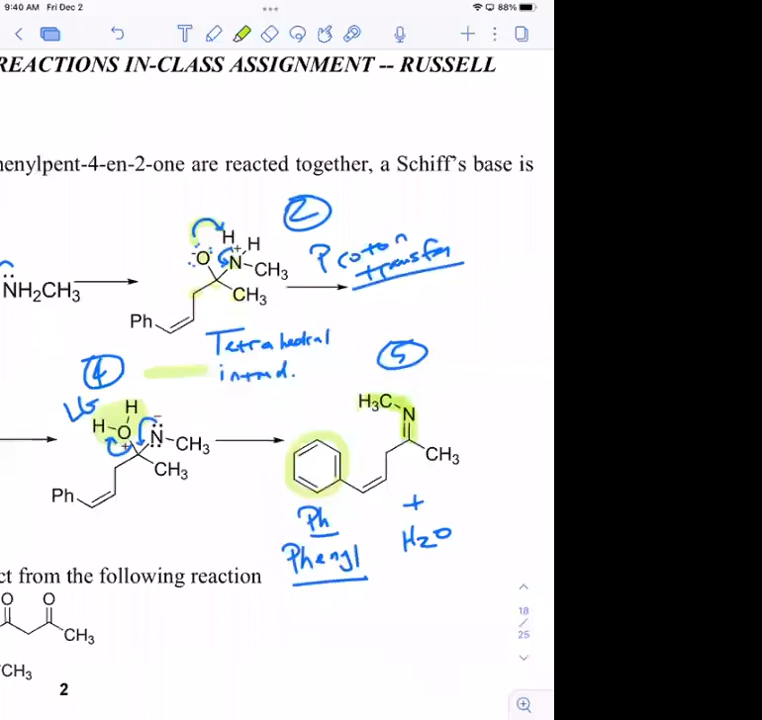 9:40 AM Fri Dec 2
88%
REACTIONS IN-CLASS ASSIGNMENT -- RUSSELL
henylpent-4-en-2-one are reacted together, a Schiff's base is
2
Proton
transfer
H
H
-O
+
N
CH3
CH3
NH2CH3
Ph
Tetrahedral
intmd.
4
5
LG
H
H-O
+
N
-
CH3
CH3
Ph
H3C
N
CH3
+
H2O
Ph
Phenyl
ct from the following reaction
O O
CH3
CH3
2
18
/
25